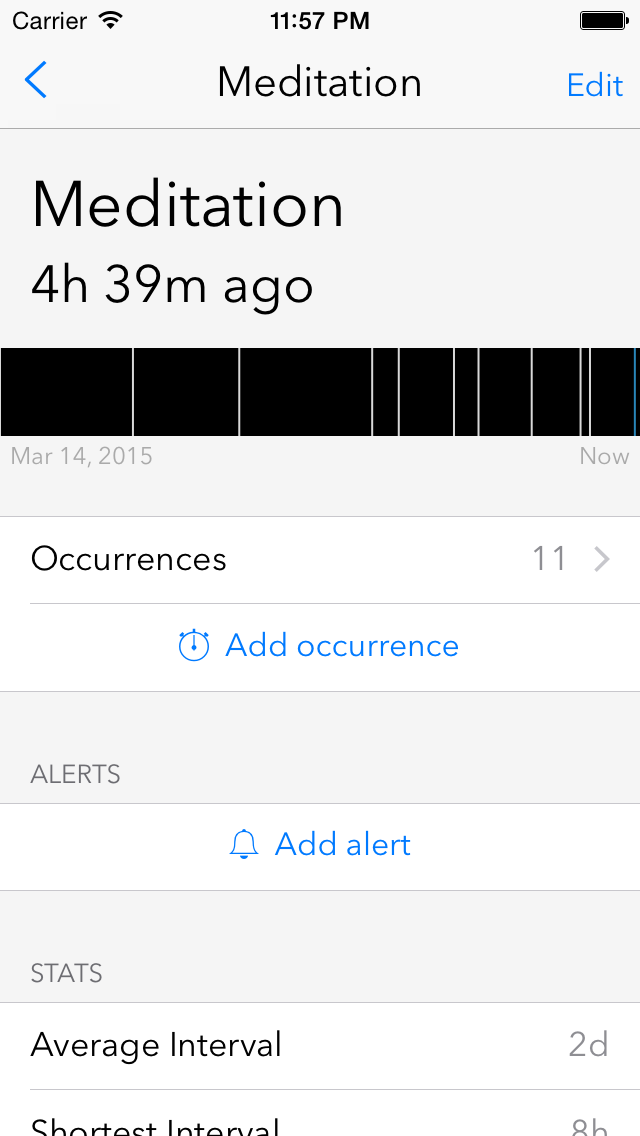 Carrier 11:57 PM
Meditation Edit
Meditation
4h 39m ago
Mar 14, 2015 Now
Occurrences 11
Add occurrence
ALERTS
Add alert
STATS
Average Interval 2d
Shortest Interval 8h